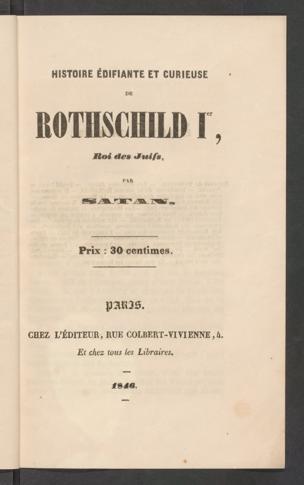 HISTOIRE ÉDIFIANTE ET CURIEUSE
DE
ROTHSCHILD Ier,
Roi des Juifs,
PAR
SATAN.
Prix : 30 centimes.
PARIS.
CHEZ L'ÉDITEUR, RUE COLBERT-VIVIENNE, 4.
Et chez tous les Libraires.
1846.